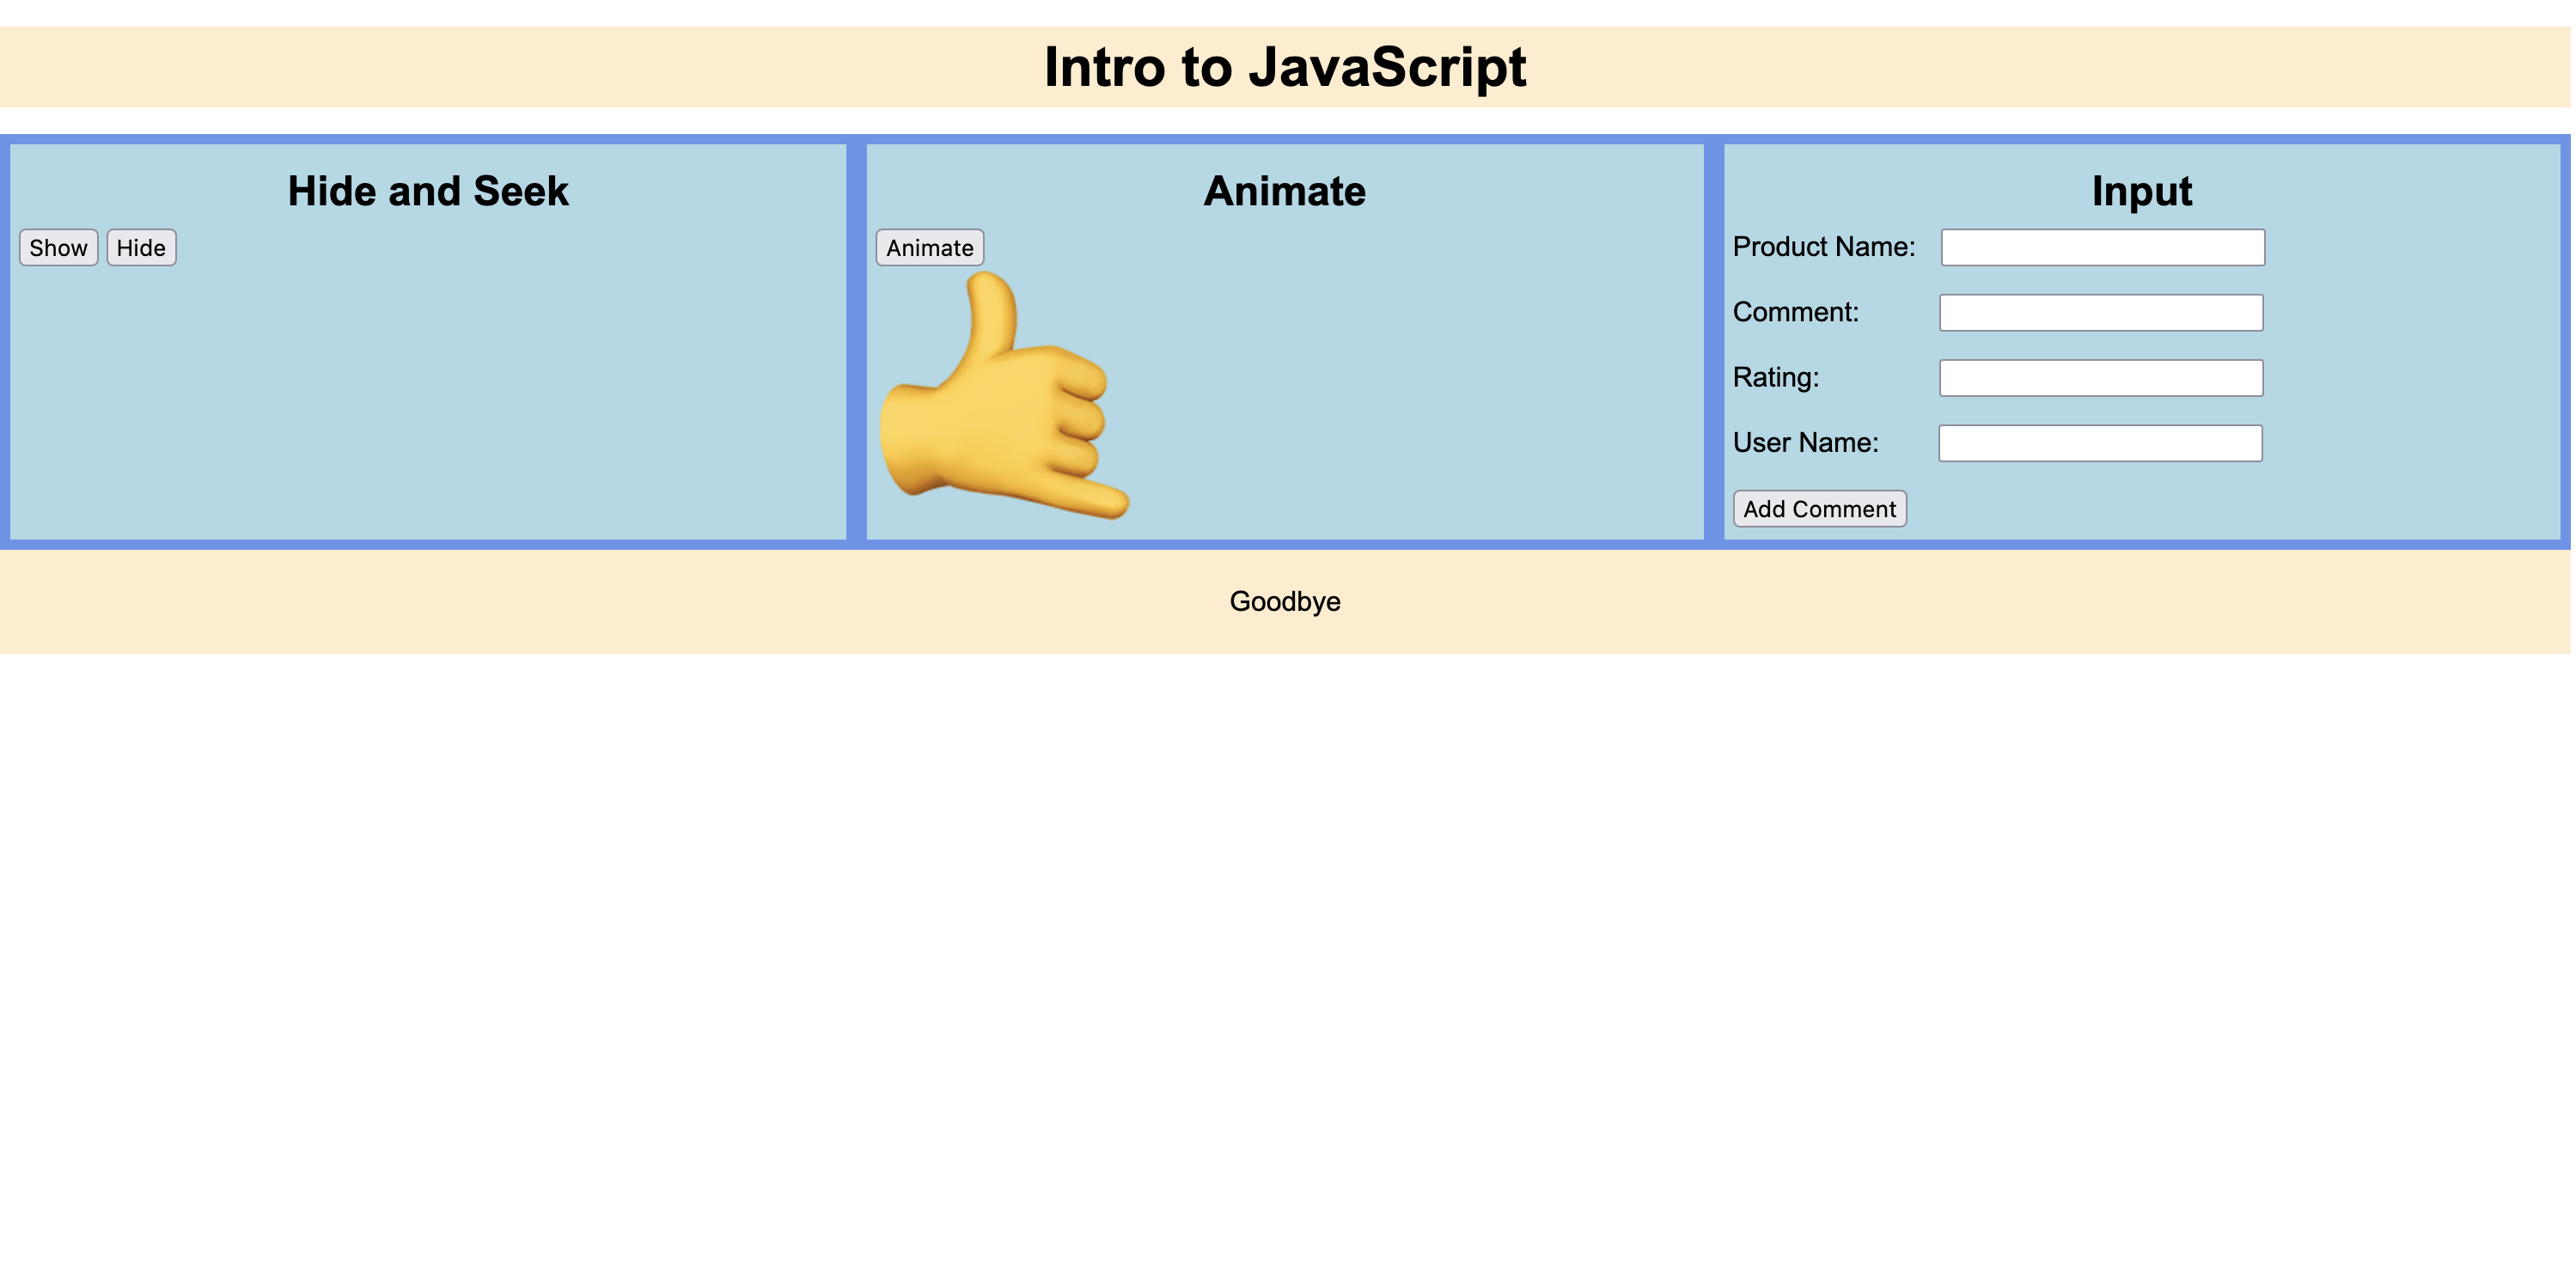 Intro to JavaScript
Hide and Seek
Show Hide
Animate
Animate
Input
Product Name:
Comment:
Rating:
User Name:
Add Comment
Goodbye